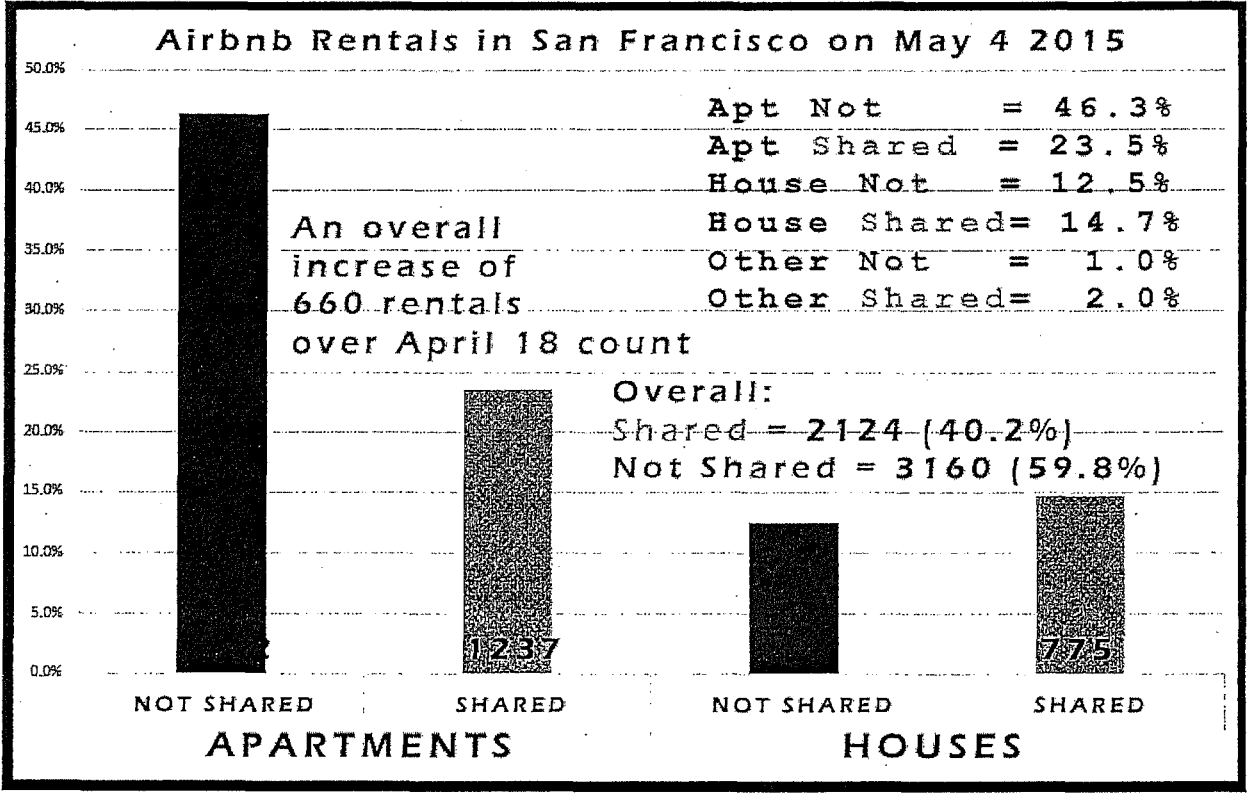 Airbnb Rentals in San Francisco on May 4 2015
50.0%
45.0%
40.0%
35.0%
30.0%
25.0%
20.0%
15.0%
10.0%
5.0%
0.0%
Apt Not = 46.3%
Apt Shared = 23.5%
House Not = 12.5%
House Shared= 14.7%
Other Not = 1.0%
Other Shared= 2.0%
An overall
increase of
660 rentals
over April 18 count
Overall:
Shared = 2124 (40.2%)
Not Shared = 3160 (59.8%)
1237
775
NOT SHARED
SHARED
NOT SHARED
SHARED
APARTMENTS
HOUSES